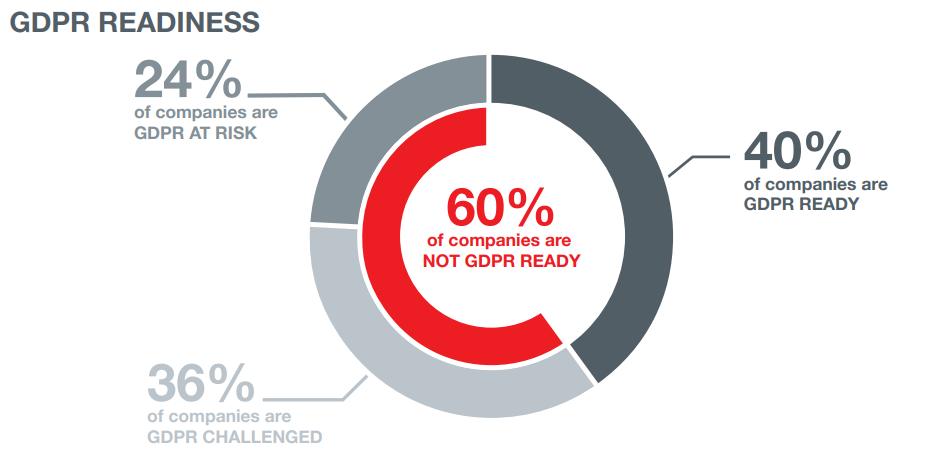 GDPR READINESS
24%
of companies are
GDPR AT RISK
40%
of companies are
GDPR READY
60%
of companies are
NOT GDPR READY
36%
of companies are
GDPR CHALLENGED